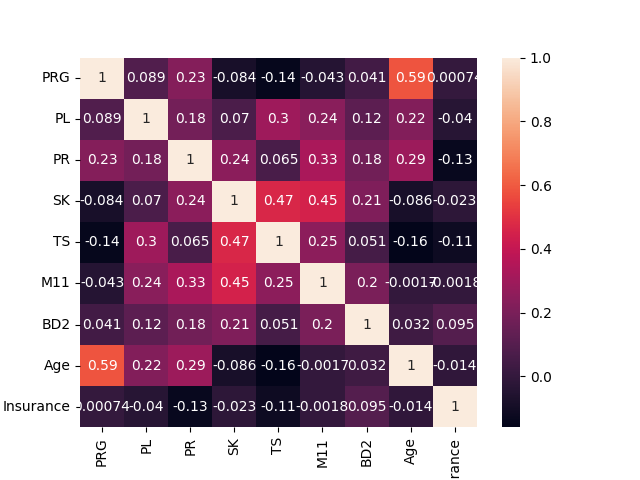 PRG 1 0.089 0.23 -0.084 -0.14 -0.043 0.041 0.59 0.00074
PL 0.089 1 0.18 0.07 0.3 0.24 0.12 0.22 -0.04
PR 0.23 0.18 1 0.24 0.065 0.33 0.18 0.29 -0.13
SK -0.084 0.07 0.24 1 0.47 0.45 0.21 -0.086 -0.023
TS -0.14 0.3 0.065 0.47 1 0.25 0.051 -0.16 -0.11
M11 -0.043 0.24 0.33 0.45 0.25 1 0.2 -0.0017 -0.0018
BD2 0.041 0.12 0.18 0.21 0.051 0.2 1 0.032 0.095
Age 0.59 0.22 0.29 -0.086 -0.16 -0.0017 0.032 1 -0.014
Insurance 0.00074 -0.04 -0.13 -0.023 -0.11 -0.0018 0.095 -0.014 1
PRG
PL
PR
SK
TS
M11
BD2
Age
rance
1.0
0.8
0.6
0.4
0.2
0.0